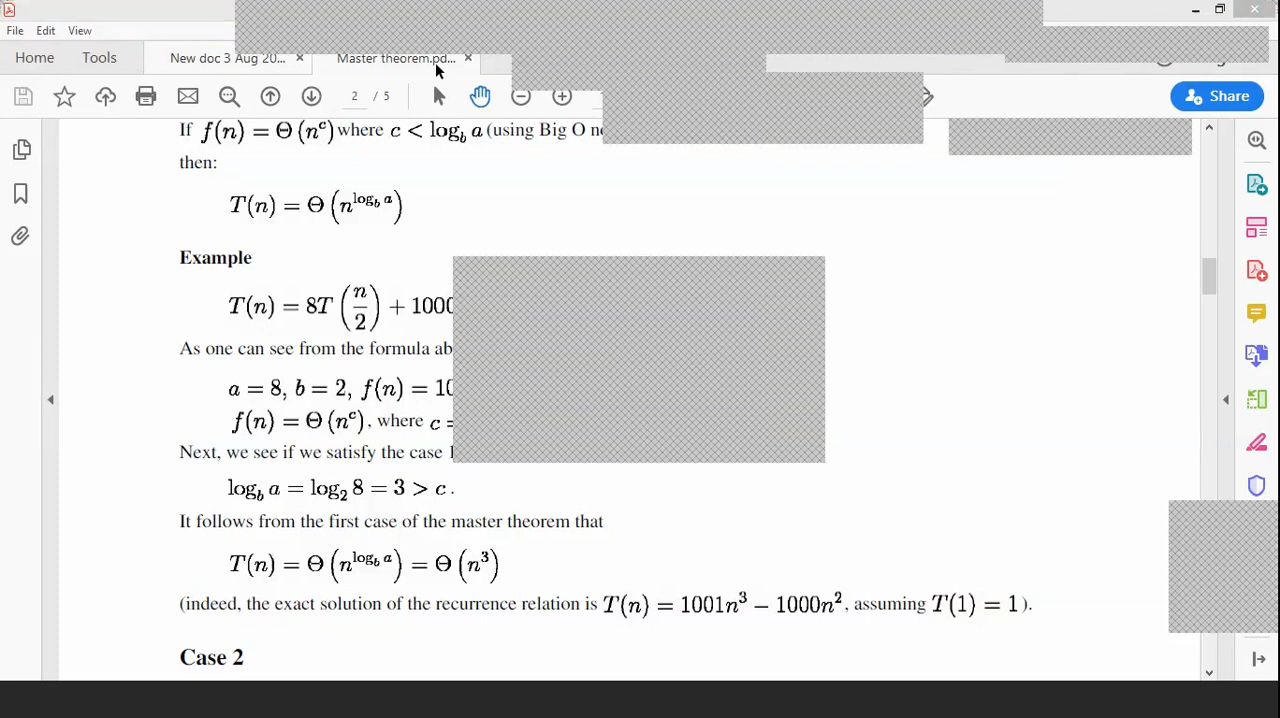 File Edit View
Home Tools New doc 3 Aug 20... × Master theorem.pd... ×
2 / 5 Share
If f(n) = Θ (n^c) where c < log_b a (using Big O
then:
T(n) = Θ (n^{log_b a})
Example
T(n) = 8T (n/2) + 1000
As one can see from the formula
a = 8, b = 2, f(n) =
f(n) = Θ (n^c), where c =
Next, we see if we satisfy the case
log_b a = log_2 8 = 3 > c .
It follows from the first case of the master theorem that
T(n) = Θ (n^{log_b a}) = Θ (n^3)
(indeed, the exact solution of the recurrence relation is T(n) = 1001n^3 − 1000n^2, assuming T(1) = 1 ).
Case 2